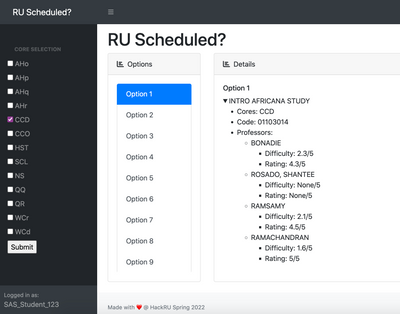 RU Scheduled?
CORE SELECTION
AHo
AHp
AHq
AHr
CCD
CCO
HST
SCL
NS
QQ
QR
WCr
WCd
Submit
Logged in as:
SAS_Student_123
RU Scheduled?
Options
Option 1
Option 2
Option 3
Option 4
Option 5
Option 6
Option 7
Option 8
Option 9
Details
Option 1
▼INTRO AFRICANA STUDY
• Cores: CCD
• Code: 01103014
• Professors:
◦ BONADIE
▪ Difficulty: 2.3/5
▪ Rating: 4.3/5
◦ ROSADO, SHANTEE
▪ Difficulty: None/5
▪ Rating: None/5
◦ RAMSAMY
▪ Difficulty: 2.1/5
▪ Rating: 4.5/5
◦ RAMACHANDRAN
▪ Difficulty: 1.6/5
▪ Rating: 5/5
Made with ❤ @ HackRU Spring 2022